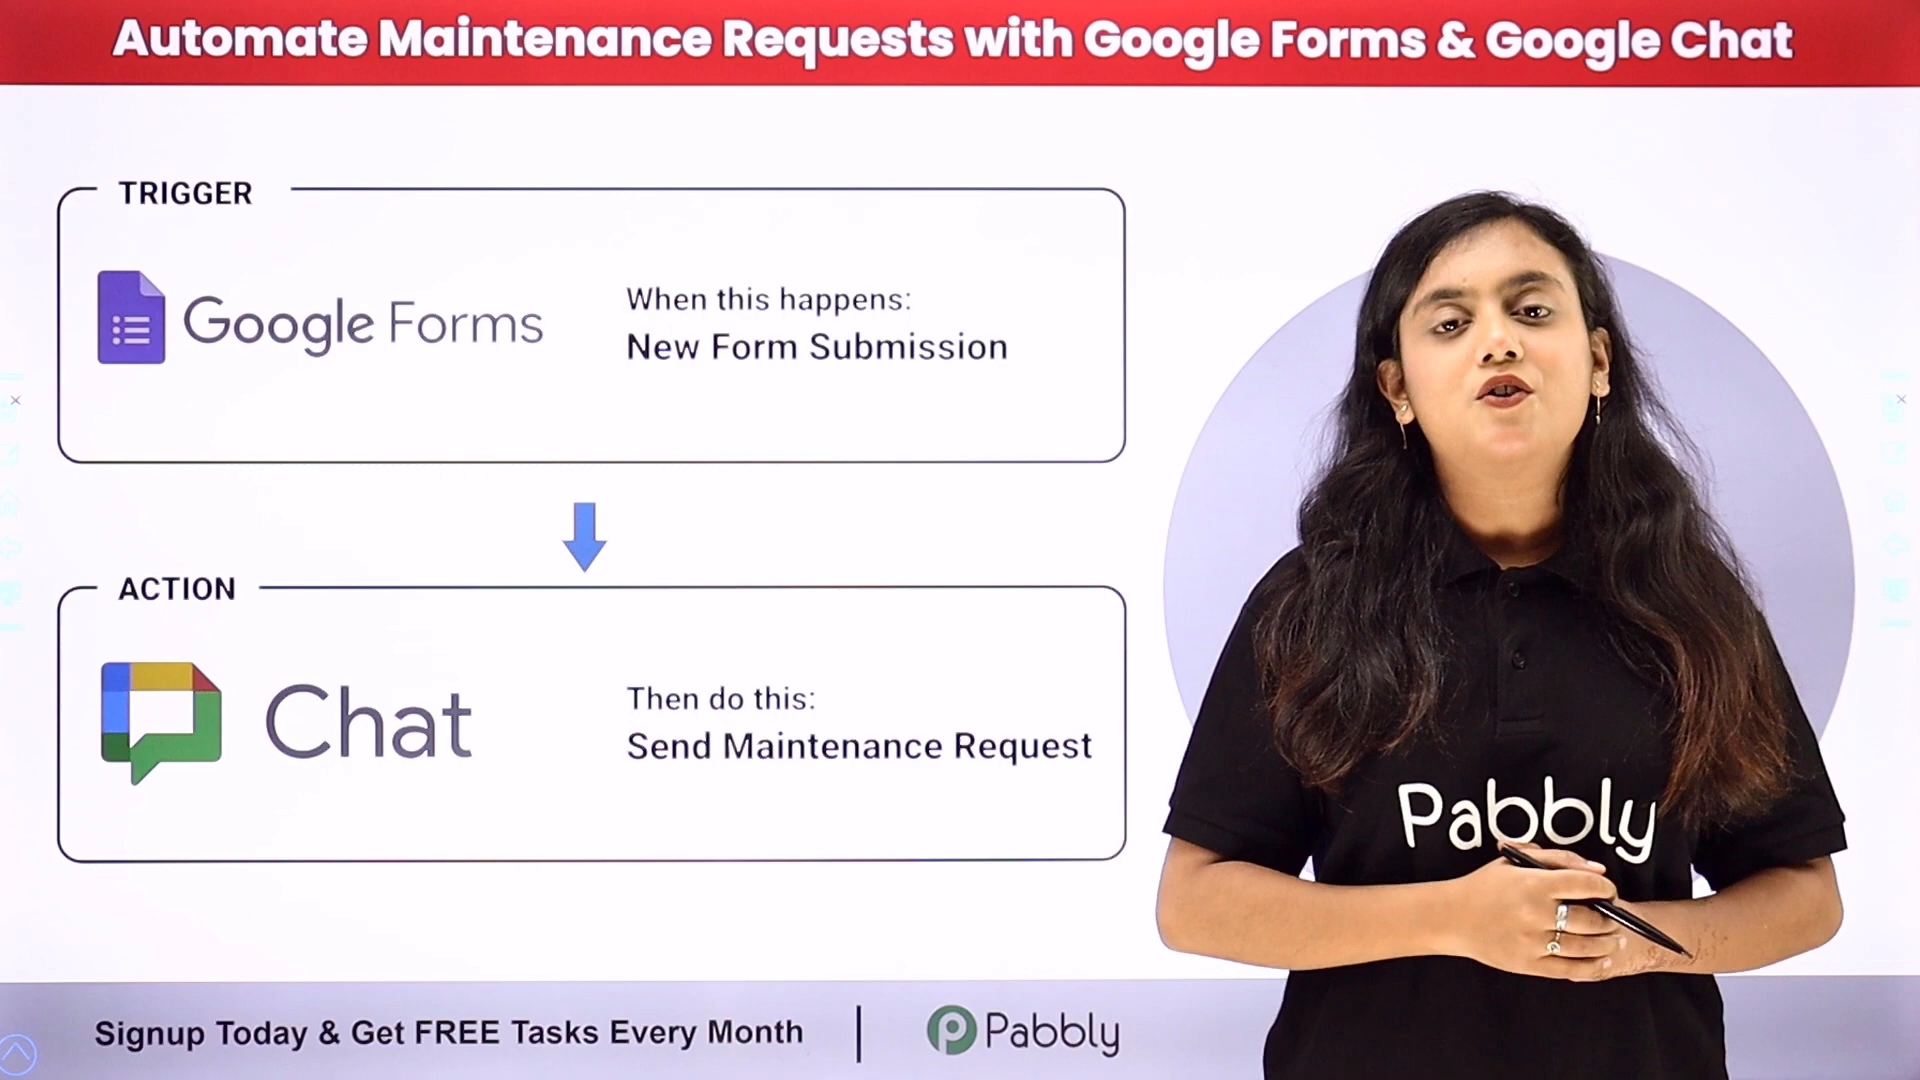 Automate Maintenance Requests with Google Forms & Google Chat
TRIGGER
Google Forms
When this happens:
New Form Submission
ACTION
Chat
Then do this:
Send Maintenance Request
Pabbly
Signup Today & Get FREE Tasks Every Month
Pabbly